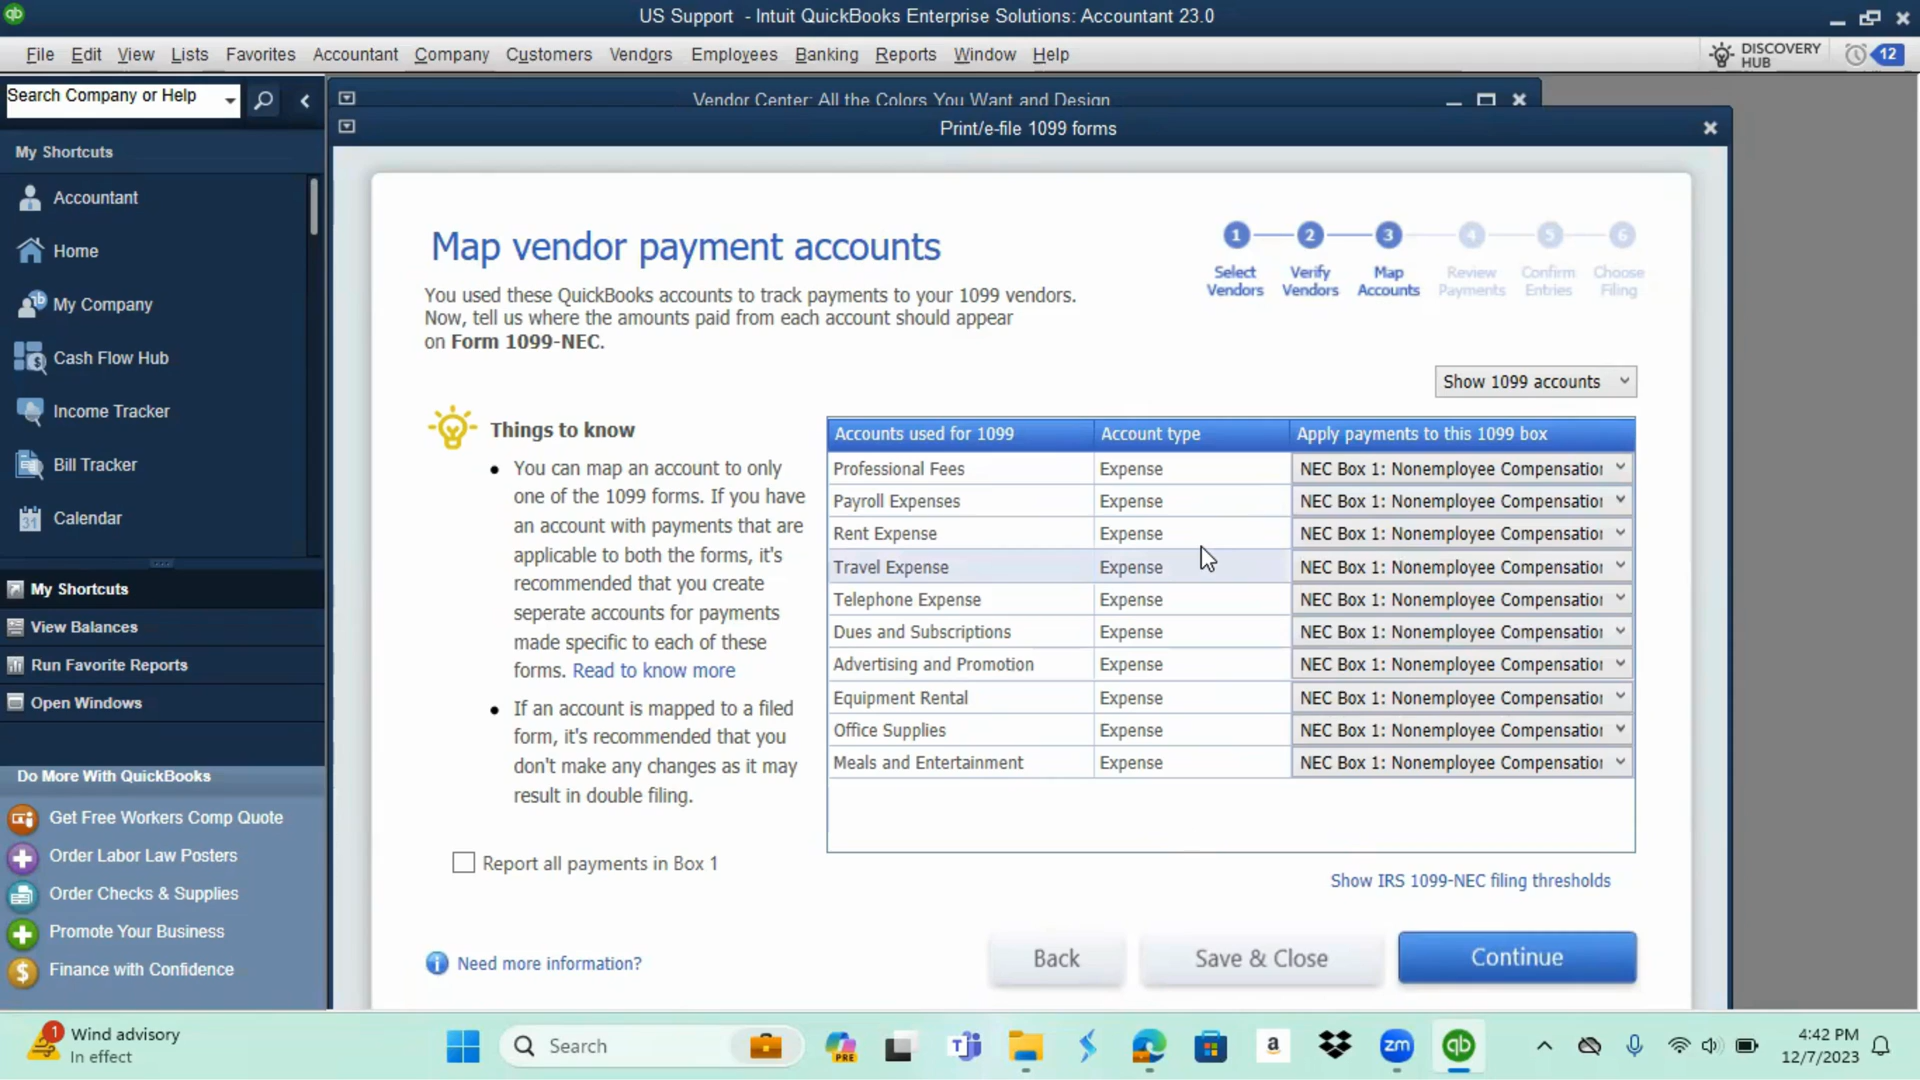 US Support - Intuit QuickBooks Enterprise Solutions: Accountant 23.0
File Edit View Lists Favorites Accountant Company Customers Vendors Employees Banking Reports Window Help
DISCOVERY
HUB
12
Search Company or Help
Vendor Center: All the Colors You Want and Design
Print/e-file 1099 forms
My Shortcuts
Accountant
Home
My Company
Cash Flow Hub
Income Tracker
Bill Tracker
31
Calendar
My Shortcuts
View Balances
Run Favorite Reports
Open Windows
Do More With QuickBooks
Get Free Workers Comp Quote
Order Labor Law Posters
Order Checks & Supplies
Promote Your Business
Finance with Confidence
Map vendor payment accounts
You used these QuickBooks accounts to track payments to your 1099 vendors.
Now, tell us where the amounts paid from each account should appear
on Form 1099-NEC.
1 2 3 4 5 6
Select Verify Map Review Confirm Choose
Vendors Vendors Accounts Payments Entries Filing
Show 1099 accounts
Things to know
You can map an account to only
one of the 1099 forms. If you have
an account with payments that are
applicable to both the forms, it's
recommended that you create
seperate accounts for payments
made specific to each of these
forms. Read to know more
If an account is mapped to a filed
form, it's recommended that you
don't make any changes as it may
result in double filing.
Accounts used for 1099 Account type Apply payments to this 1099 box
Professional Fees Expense NEC Box 1: Nonemployee Compensation
Payroll Expenses Expense NEC Box 1: Nonemployee Compensation
Rent Expense Expense NEC Box 1: Nonemployee Compensation
Travel Expense Expense NEC Box 1: Nonemployee Compensation
Telephone Expense Expense NEC Box 1: Nonemployee Compensation
Dues and Subscriptions Expense NEC Box 1: Nonemployee Compensation
Advertising and Promotion Expense NEC Box 1: Nonemployee Compensation
Equipment Rental Expense NEC Box 1: Nonemployee Compensation
Office Supplies Expense NEC Box 1: Nonemployee Compensation
Meals and Entertainment Expense NEC Box 1: Nonemployee Compensation
Report all payments in Box 1
Show IRS 1099-NEC filing thresholds
Need more information?
Back Save & Close Continue
1
Wind advisory
In effect
Search
PRE
a
zm
qb
4:42 PM
12/7/2023